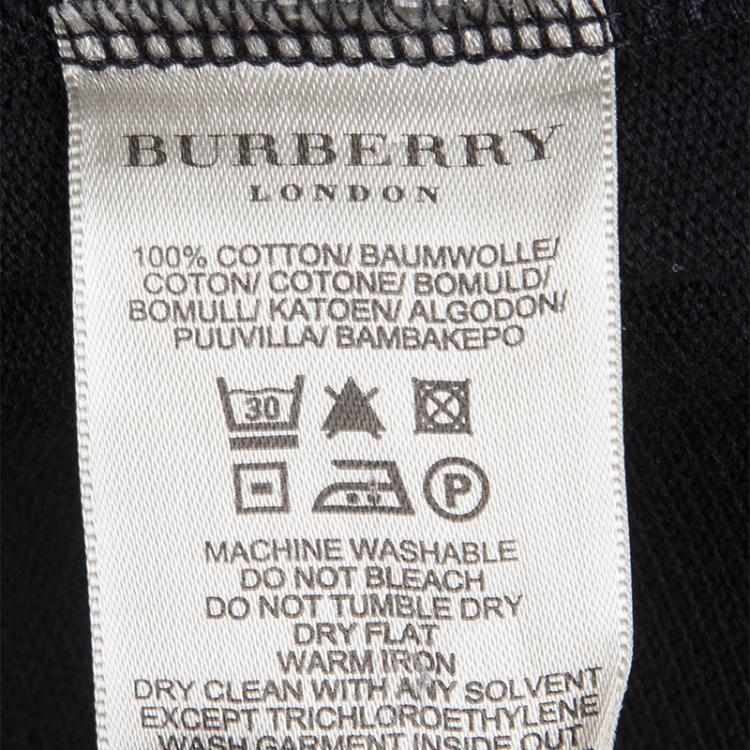 BURBERRY
LONDON
100% COTTON/ BAUMWOLLE/
COTON/ COTONE/ BOMULD/
BOMULL/ KATOEN/ ALGODON/
PUUVILLA/ BAMBAKEPO
30
P
MACHINE WASHABLE
DO NOT BLEACH
DO NOT TUMBLE DRY
DRY FLAT
WARM IRON
DRY CLEAN WITH ANY SOLVENT
EXCEPT TRICHLOROETHYLENE
WASH GARMENT INSIDE OUT